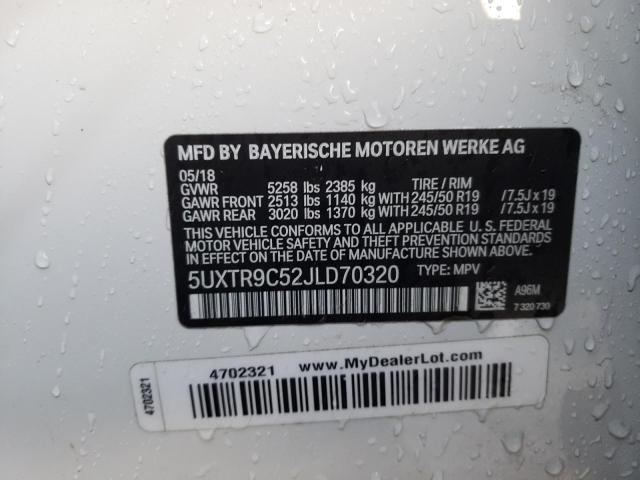 MFD BY BAYERISCHE MOTOREN WERKE AG
05/18
GVWR 5258 lbs 2385 kg TIRE / RIM
GAWR FRONT 2513 lbs 1140 kg WITH 245/50 R19 /7.5J x 19
GAWR REAR 3020 lbs 1370 kg WITH 245/50 R19 /7.5J x 19
THIS VEHICLE CONFORMS TO ALL APPLICABLE U. S. FEDERAL
MOTOR VEHICLE SAFETY, BUMPER, AND THEFT PREVENTION STANDARDS
IN EFFECT ON THE DATE OF MANUFACTURE SHOWN ABOVE.
5UXTR9C52JLD70320 TYPE: MPV
A96M
7 320 730
4702321 www.MyDealerLot.com
4702321